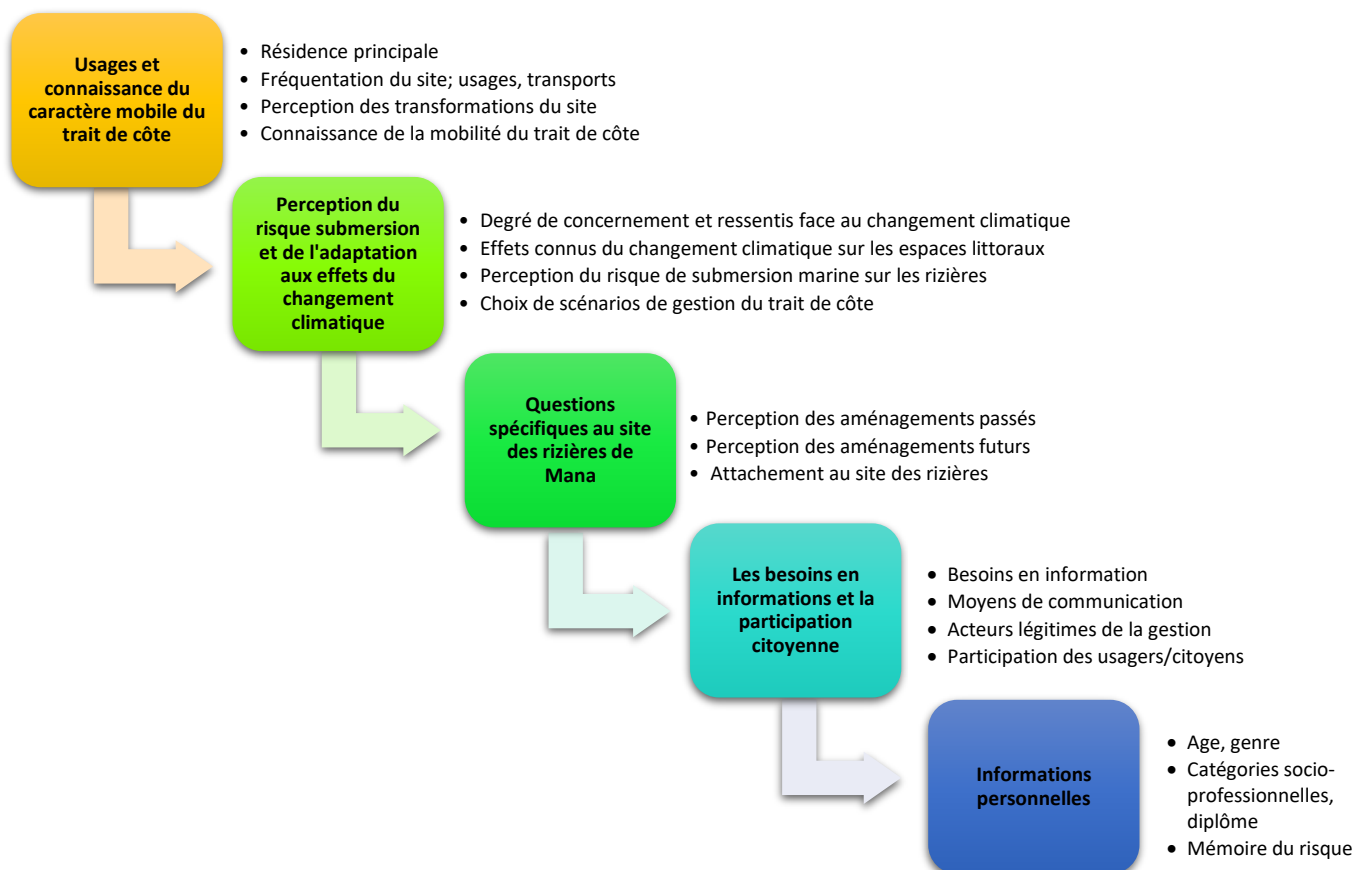 Usages et
connaissance du
caractère mobile du
trait de côte
• Résidence principale
• Fréquentation du site; usages, transports
• Perception des transformations du site
• Connaissance de la mobilité du trait de côte
Perception du
risque submersion
et de l'adaptation
aux effets du
changement
climatique
• Degré de concernement et ressentis face au changement climatique
• Effets connus du changement climatique sur les espaces littoraux
• Perception du risque de submersion marine sur les rizières
• Choix de scénarios de gestion du trait de côte
Questions
spécifiques au site
des rizières de
Mana
• Perception des aménagements passés
• Perception des aménagements futurs
• Attachement au site des rizières
Les besoins en
informations et la
participation
citoyenne
• Besoins en information
• Moyens de communication
• Acteurs légitimes de la gestion
• Participation des usagers/citoyens
Informations
personnelles
• Age, genre
• Catégories socio-
professionnelles,
diplôme
• Mémoire du risque